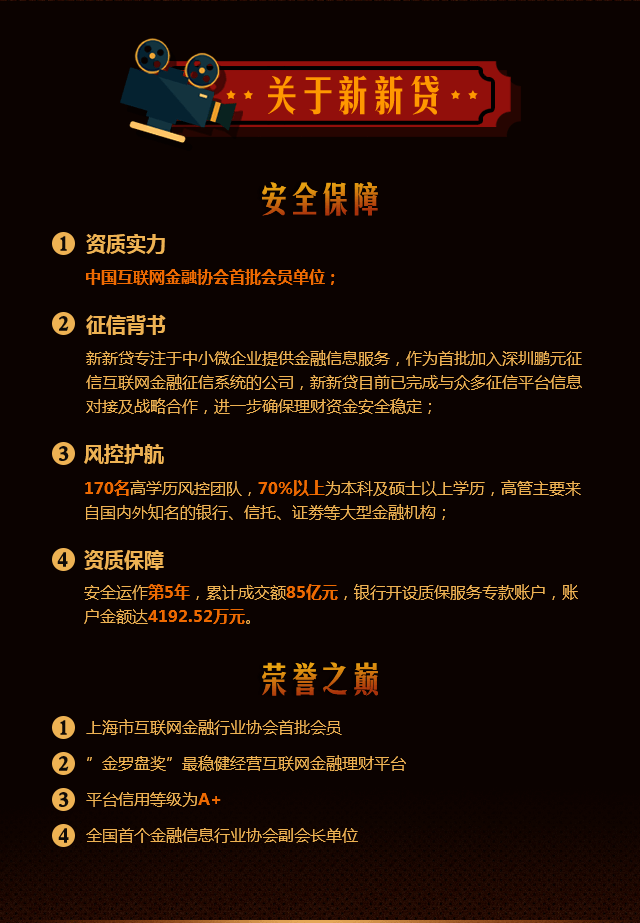 关于新新贷
安全保障
1 资质实力
中国互联网金融协会首批会员单位；
2 征信背书
新新贷专注于中小微企业提供金融信息服务，作为首批加入深圳鹏元征
信互联网金融征信系统的公司，新新贷目前已完成与众多征信平台信息
对接及战略合作，进一步确保理财资金安全稳定；
3 风控护航
170名高学历风控团队，70%以上为本科及硕士以上学历，高管主要来
自国内外知名的银行、信托、证券等大型金融机构；
4 资质保障
安全运作第5年，累计成交额85亿元，银行开设质保服务专款账户，账
户金额达4192.52万元。
荣誉之巅
1 上海市互联网金融行业协会首批会员
2 ”金罗盘奖”最稳健经营互联网金融理财平台
3 平台信用等级为A+
4 全国首个金融信息行业协会副会长单位